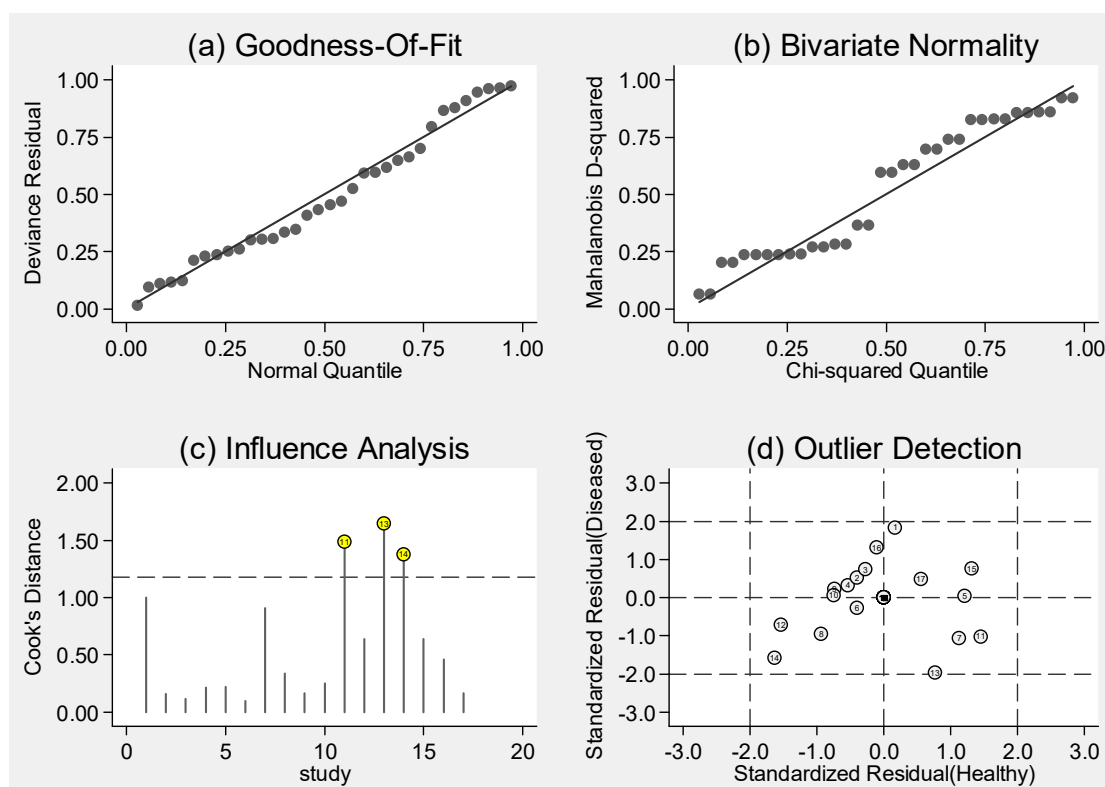 (a) Goodness-Of-Fit
Deviance Residual
1.00
0.75
0.50
0.25
0.00
0.00 0.25 0.50 0.75 1.00
Normal Quantile
(b) Bivariate Normality
Mahalanobis D-squared
1.00
0.75
0.50
0.25
0.00
0.00 0.25 0.50 0.75 1.00
Chi-squared Quantile
(c) Influence Analysis
Cook's Distance
2.00
1.50
1.00
0.50
0.00
11
13
14
0 5 10 15 20
study
(d) Outlier Detection
Standardized Residual(Diseased)
3.0
2.0
1.0
0.0
-1.0
-2.0
-3.0
1
16
3
15
2
17
4
10
5
6
12
8
7
11
14
13
-3.0 -2.0 -1.0 0.0 1.0 2.0 3.0
Standardized Residual(Healthy)